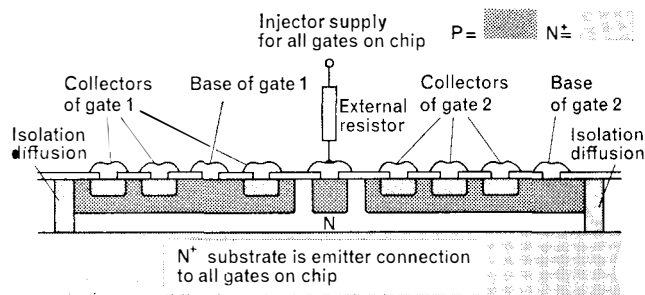 Injector supply
for all gates on chip
P= N+=
Collectors
of gate 1
Base of gate 1
External
resistor
Collectors
of gate 2
Base
of gate 2
Isolation
diffusion
Isolation
diffusion
N
N+ substrate is emitter connection
to all gates on chip